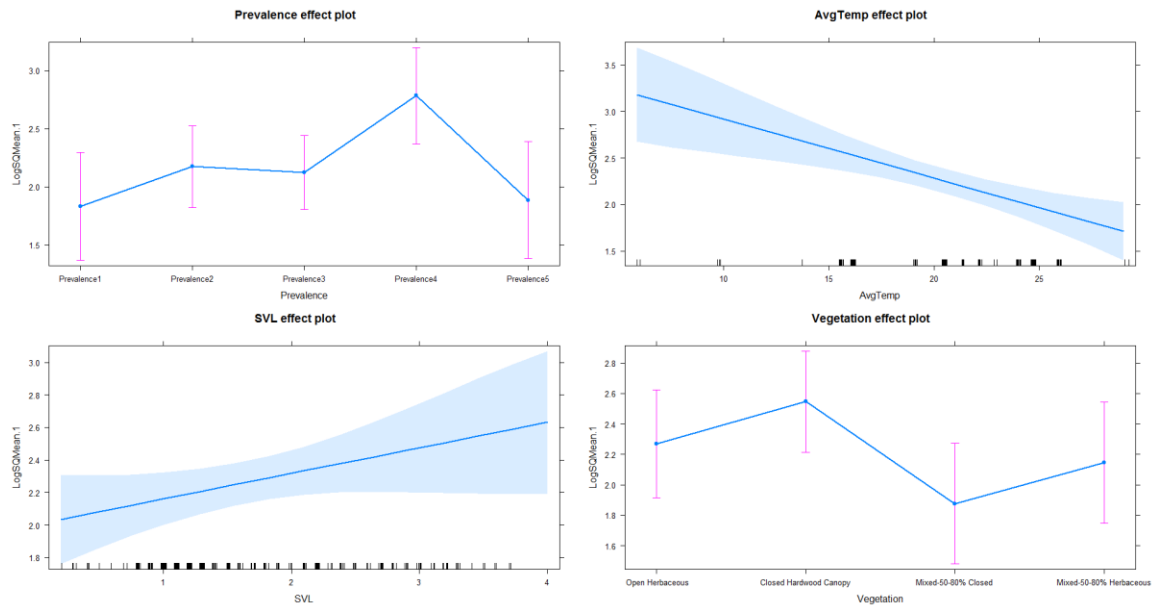 Prevalence effect plot
LogSQMean.1
3.0
2.5
2.0
1.5
Prevalence1 Prevalence2 Prevalence3 Prevalence4 Prevalence5
Prevalence
AvgTemp effect plot
LogSQMean.1
3.5
3.0
2.5
2.0
1.5
10 15 20 25
AvgTemp
SVL effect plot
LogSQMean.1
3.0
2.8
2.6
2.4
2.2
2.0
1.8
1 2 3 4
SVL
Vegetation effect plot
LogSQMean.1
2.8
2.6
2.4
2.2
2.0
1.8
1.6
Open Herbaceous Closed Hardwood Canopy Mixed-50-80% Closed Mixed-50-80% Herbaceous
Vegetation